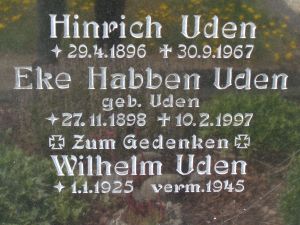 Hinrich Uden
✦ 29.4.1896 ✝ 30.9.1967
Eke Habben Uden
geb. Uden
✦ 27.11.1898 ✝ 10.2.1997
✠ Zum Gedenken ✠
Wilhelm Uden
✦ 1.1.1925 verm. 1945